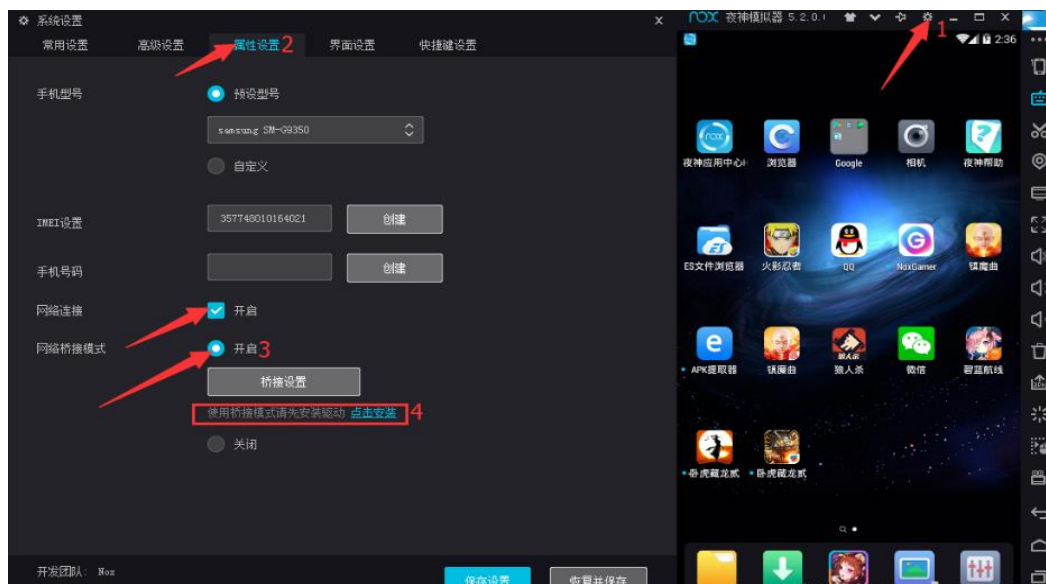 系统设置
常用设置 高级设置 属性设置 2 界面设置 快捷键设置
手机型号 预设型号
samsung SM-G9350
自定义
IMEI设置 357748010164021 创建
手机号码 创建
网络连接 开启
网络桥接模式 开启 3
桥接设置
使用桥接模式请先安装驱动 点击安装 4
关闭
开发团队: Nox
保存设置 恢复并保存
nox 夜神模拟器 5.2.0.
1
2:36
夜神应用中心 浏览器 Google 相机 夜神帮助
ES文件浏览器 火影忍者 QQ NoxGamer 镇魔曲
APK提取器 镇魔曲 狼人杀 微信 碧蓝航线
卧虎藏龙贰 卧虎藏龙贰